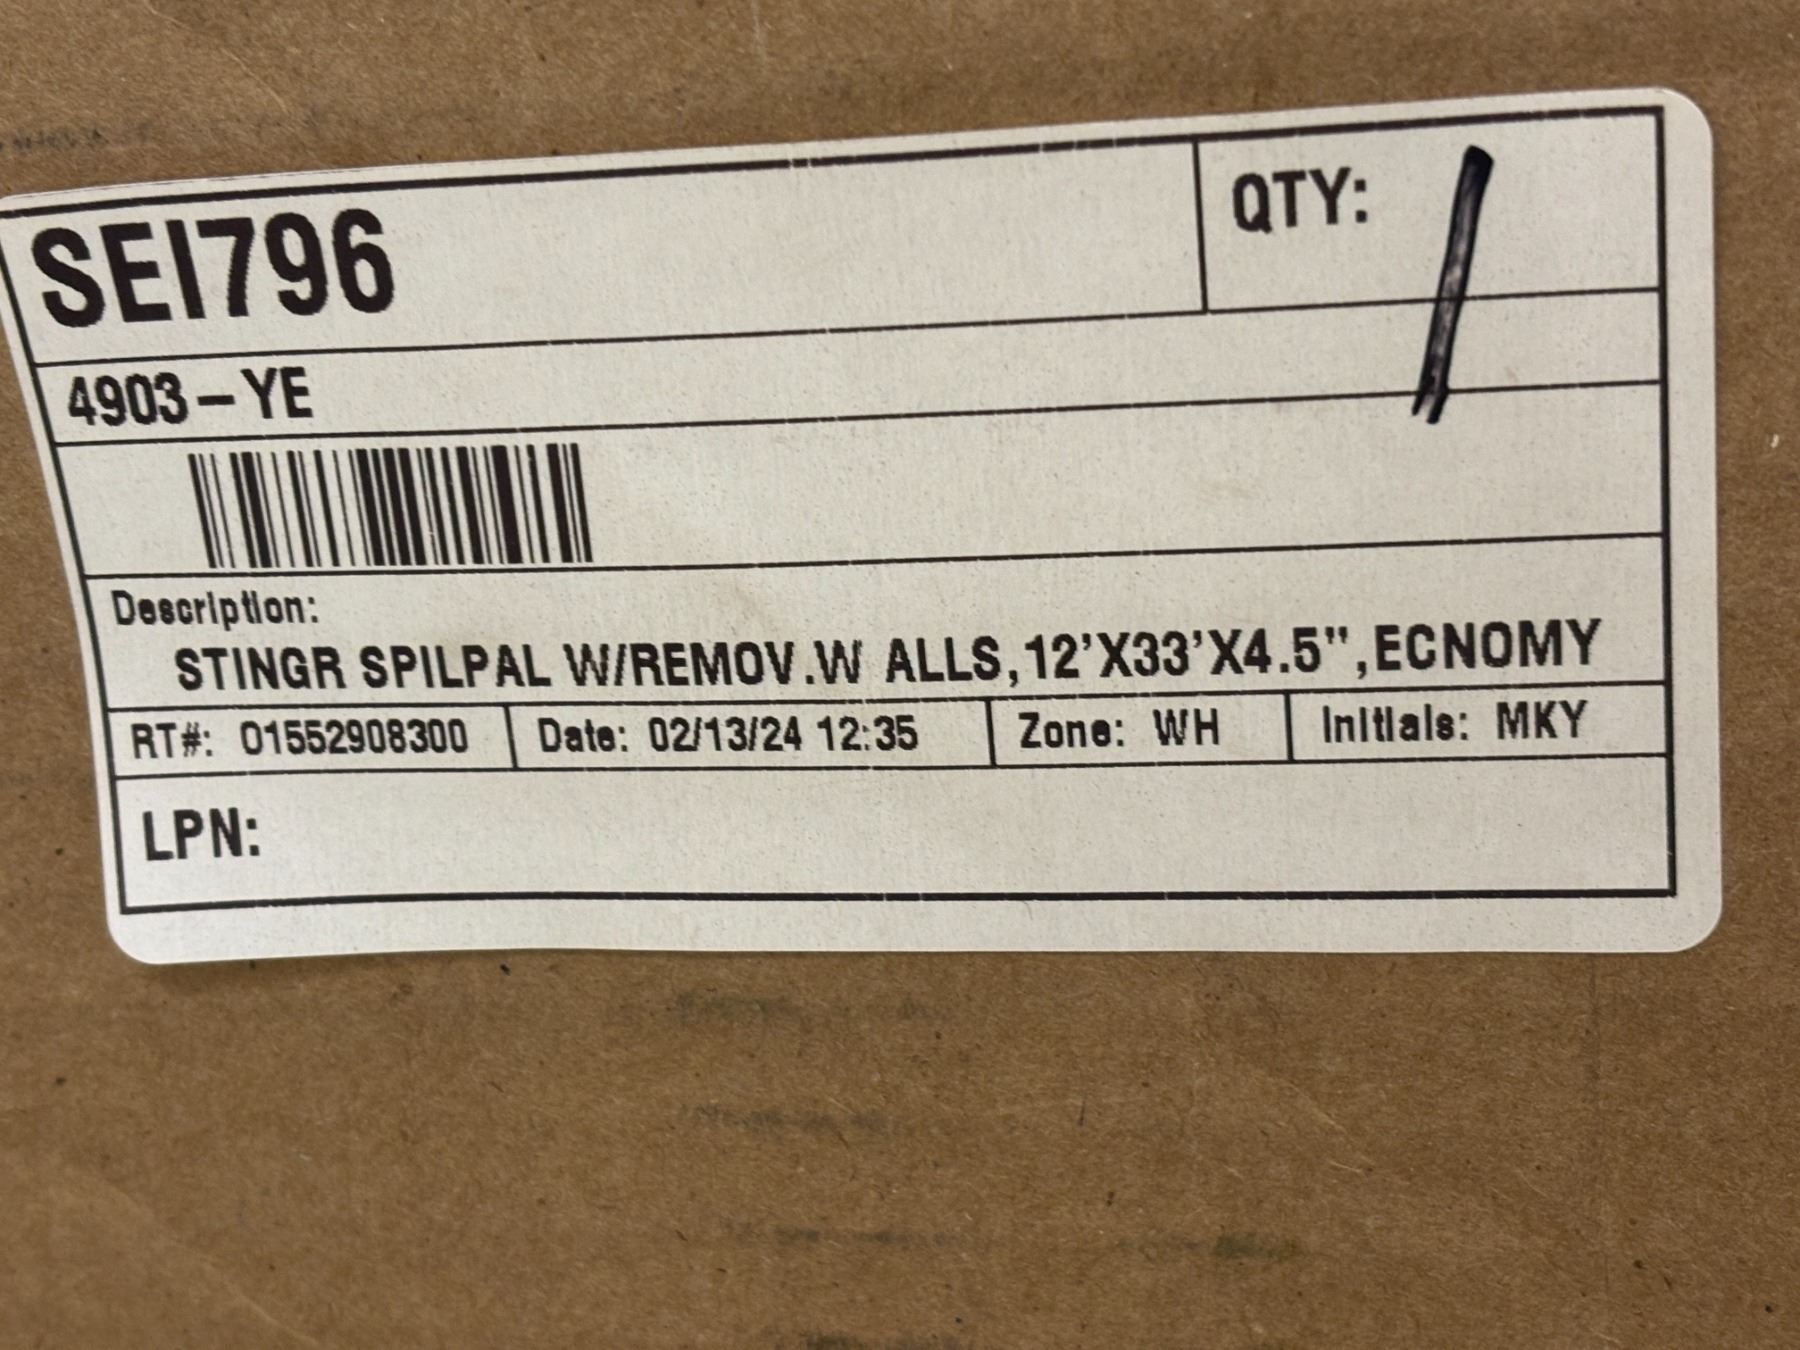 SEI796
QTY: 1
4903-YE
Description:
STINGR SPILPAL W/REMOV.W ALLS,12'X33'X4.5",ECNOMY
RT#: 01552908300 Date: 02/13/24 12:35 Zone: WH Initials: MKY
LPN: